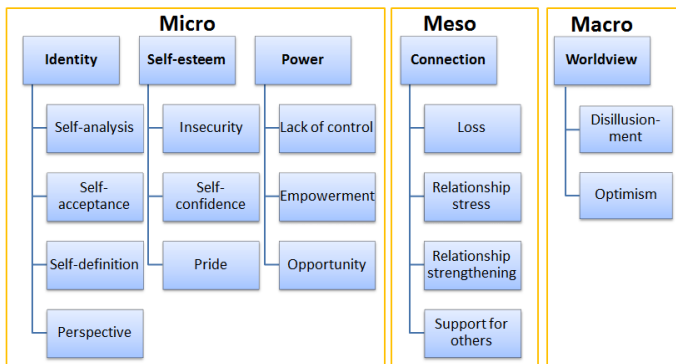 Micro
Meso
Macro
Identity
Self-esteem
Power
Connection
Worldview
Self-analysis
Insecurity
Lack of control
Loss
Disillusion-
ment
Self-
acceptance
Self-
confidence
Empowerment
Relationship
stress
Optimism
Self-definition
Pride
Opportunity
Relationship
strengthening
Perspective
Support for
others